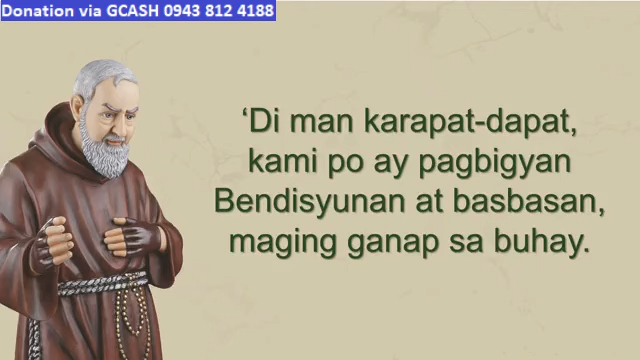 Donation via GCASH 0943 812 4188
‘Di man karapat-dapat,
kami po ay pagbigyan
Bendisyunan at basbasan,
maging ganap sa buhay.